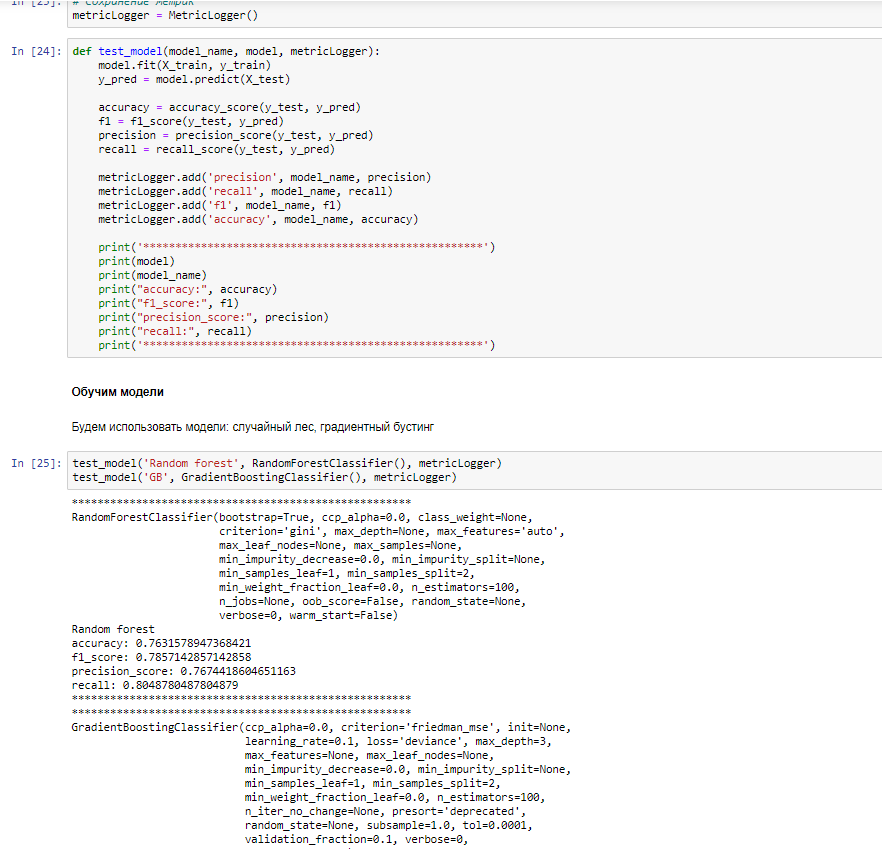 In [23]: # Сохранение метрик
metricLogger = MetricLogger()
In [24]: def test_model(model_name, model, metricLogger):
    model.fit(X_train, y_train)
    y_pred = model.predict(X_test)
    accuracy = accuracy_score(y_test, y_pred)
    f1 = f1_score(y_test, y_pred)
    precision = precision_score(y_test, y_pred)
    recall = recall_score(y_test, y_pred)
    metricLogger.add('precision', model_name, precision)
    metricLogger.add('recall', model_name, recall)
    metricLogger.add('f1', model_name, f1)
    metricLogger.add('accuracy', model_name, accuracy)
    print('*****************************************************')
    print(model)
    print(model_name)
    print("accuracy:", accuracy)
    print("f1_score:", f1)
    print("precision_score:", precision)
    print("recall:", recall)
    print('*****************************************************')
Обучим модели
Будем использовать модели: случайный лес, градиентный бустинг
In [25]: test_model('Random forest', RandomForestClassifier(), metricLogger)
test_model('GB', GradientBoostingClassifier(), metricLogger)
*****************************************************
RandomForestClassifier(bootstrap=True, ccp_alpha=0.0, class_weight=None,
                       criterion='gini', max_depth=None, max_features='auto',
                       max_leaf_nodes=None, max_samples=None,
                       min_impurity_decrease=0.0, min_impurity_split=None,
                       min_samples_leaf=1, min_samples_split=2,
                       min_weight_fraction_leaf=0.0, n_estimators=100,
                       n_jobs=None, oob_score=False, random_state=None,
                       verbose=0, warm_start=False)
Random forest
accuracy: 0.7631578947368421
f1_score: 0.7857142857142858
precision_score: 0.7674418604651163
recall: 0.8048780487804879
*****************************************************
*****************************************************
GradientBoostingClassifier(ccp_alpha=0.0, criterion='friedman_mse', init=None,
                           learning_rate=0.1, loss='deviance', max_depth=3,
                           max_features=None, max_leaf_nodes=None,
                           min_impurity_decrease=0.0, min_impurity_split=None,
                           min_samples_leaf=1, min_samples_split=2,
                           min_weight_fraction_leaf=0.0, n_estimators=100,
                           n_iter_no_change=None, presort='deprecated',
                           random_state=None, subsample=1.0, tol=0.0001,
                           validation_fraction=0.1, verbose=0,